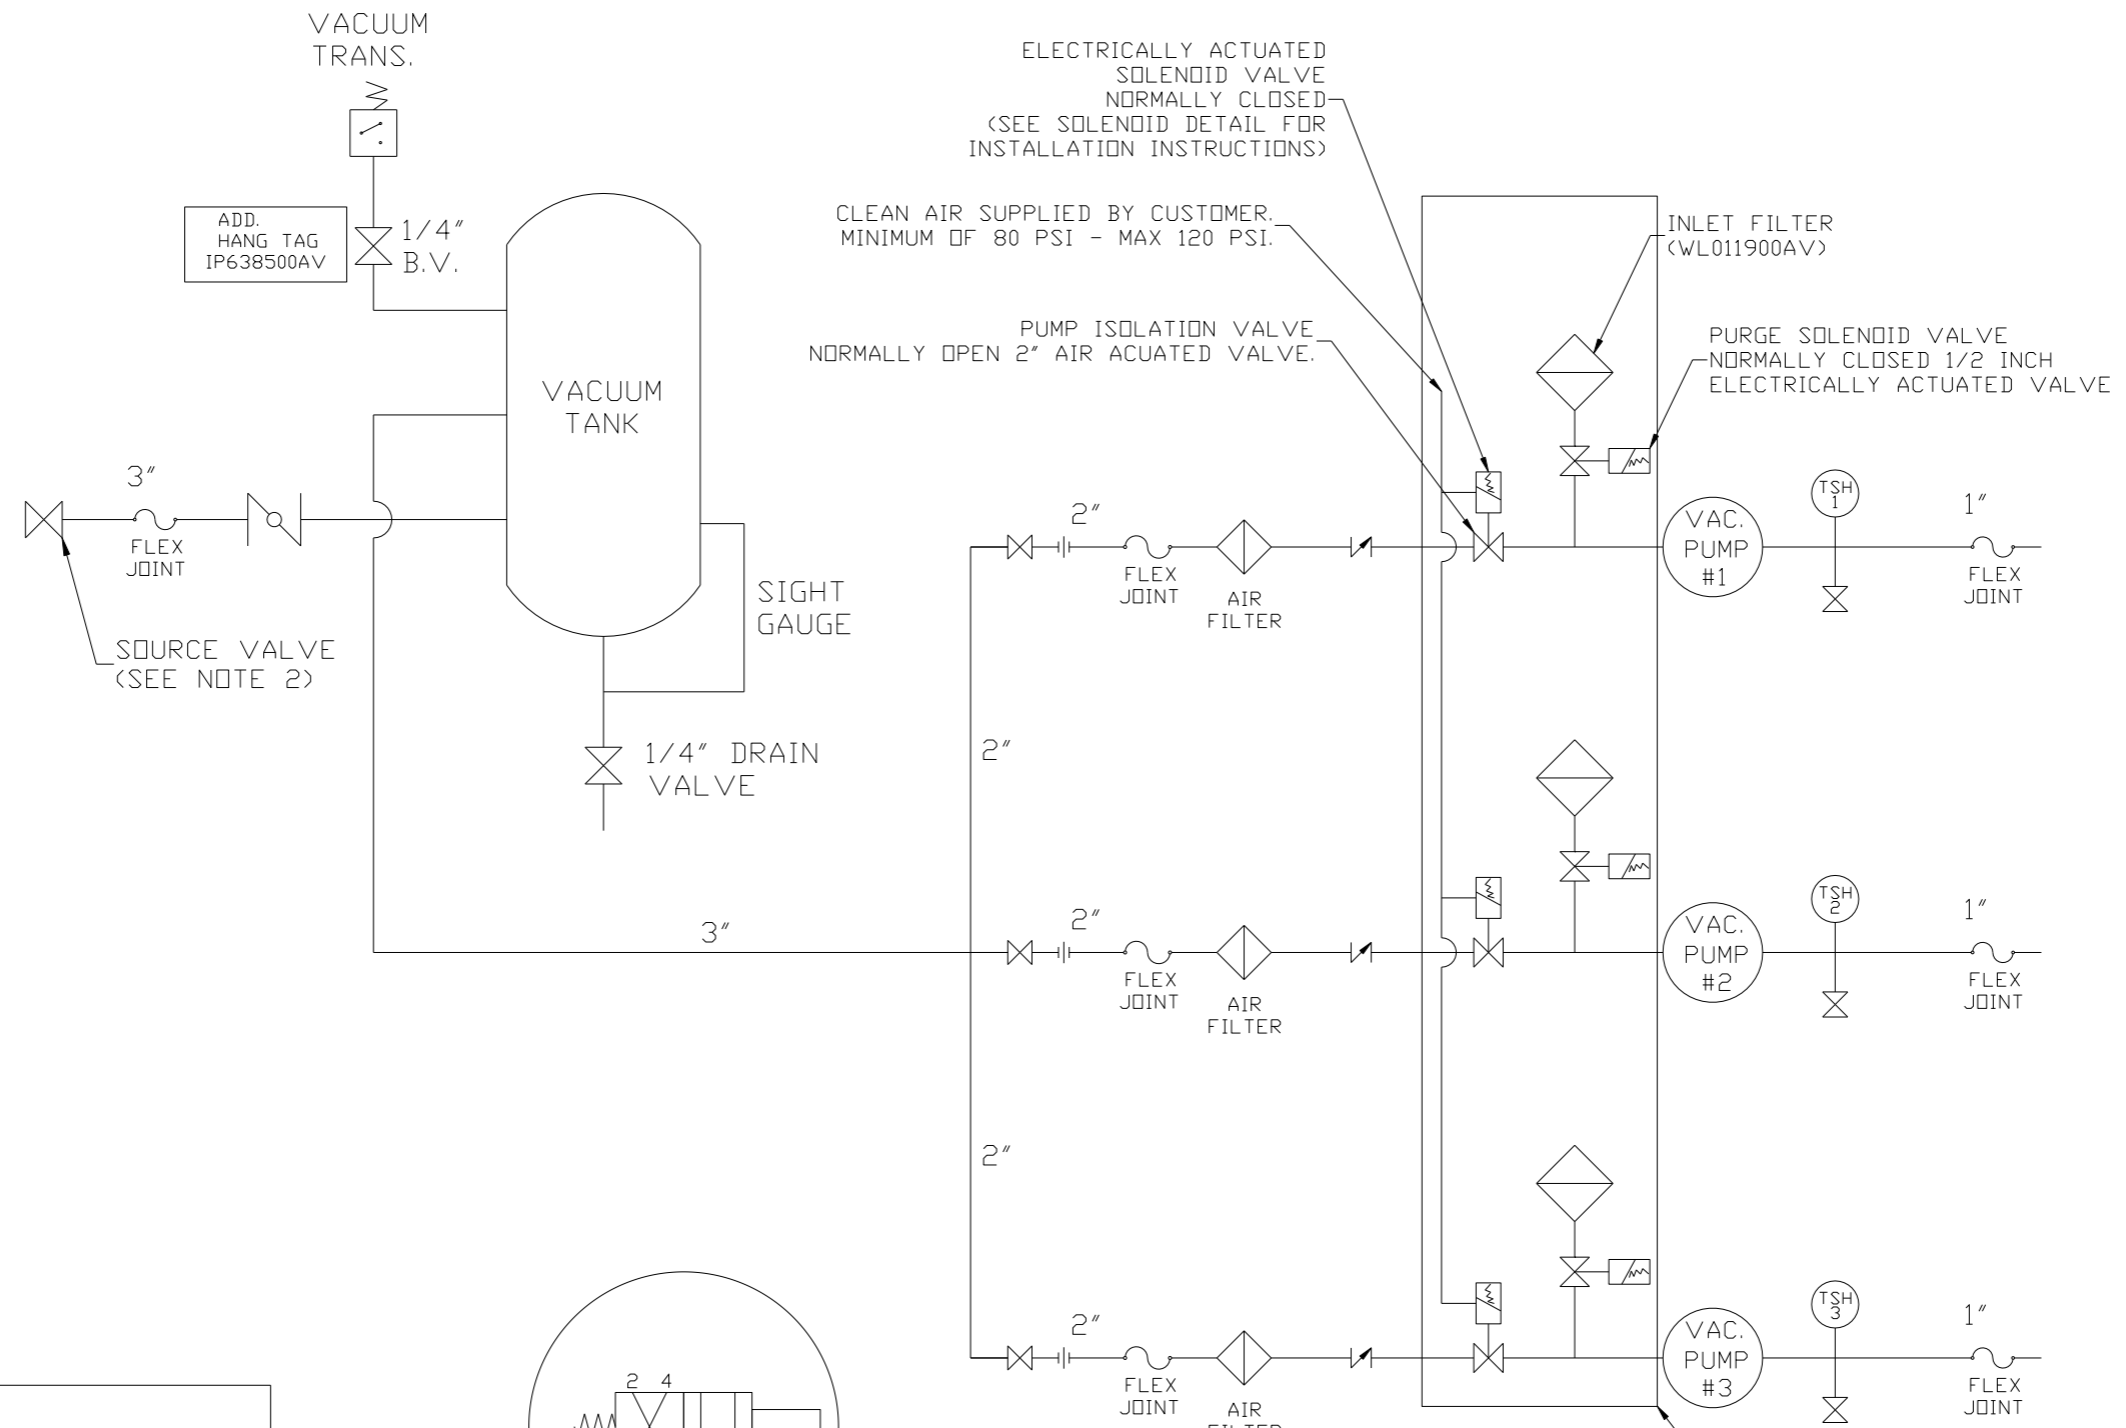 VACUUM
TRANS.
ADD.
HANG TAG
IP638500AV
1/4"
B.V.
VACUUM
TANK
3"
FLEX
JOINT
SOURCE VALVE
(SEE NOTE 2)
SIGHT
GAUGE
1/4" DRAIN
VALVE
3"
ELECTRICALLY ACTUATED
SOLENOID VALVE
NORMALLY CLOSED
(SEE SOLENOID DETAIL FOR
INSTALLATION INSTRUCTIONS)
CLEAN AIR SUPPLIED BY CUSTOMER.
MINIMUM OF 80 PSI - MAX 120 PSI.
PUMP ISOLATION VALVE
NORMALLY OPEN 2" AIR ACUATED VALVE.
INLET FILTER
(WL011900AV)
PURGE SOLENOID VALVE
NORMALLY CLOSED 1/2 INCH
ELECTRICALLY ACTUATED VALVE
2"
FLEX
JOINT
AIR
FILTER
VAC.
PUMP
#1
TSH
1
1"
FLEX
JOINT
2"
2"
FLEX
JOINT
AIR
FILTER
VAC.
PUMP
#2
TSH
2
1"
FLEX
JOINT
2"
2"
FLEX
JOINT
AIR
FILTER
VAC.
PUMP
#3
TSH
3
1"
FLEX
JOINT
2 4